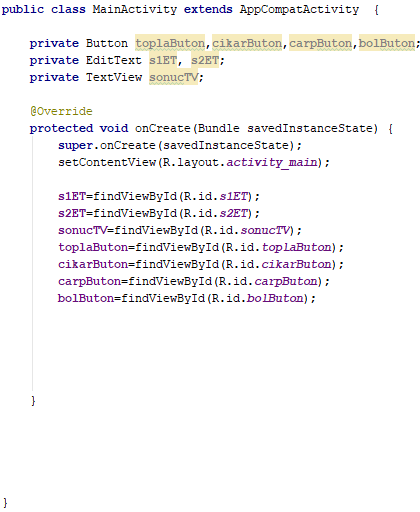 public class MainActivity extends AppCompatActivity  {
private Button toplaButon,cikarButon,carpButon,bolButon;
private EditText s1ET, s2ET;
private TextView sonucTV;
@Override
protected void onCreate(Bundle savedInstanceState) {
super.onCreate(savedInstanceState);
setContentView(R.layout.activity_main);
s1ET=findViewById(R.id.s1ET);
s2ET=findViewById(R.id.s2ET);
sonucTV=findViewById(R.id.sonucTV);
toplaButon=findViewById(R.id.toplaButon);
cikarButon=findViewById(R.id.cikarButon);
carpButon=findViewById(R.id.carpButon);
bolButon=findViewById(R.id.bolButon);
}
}